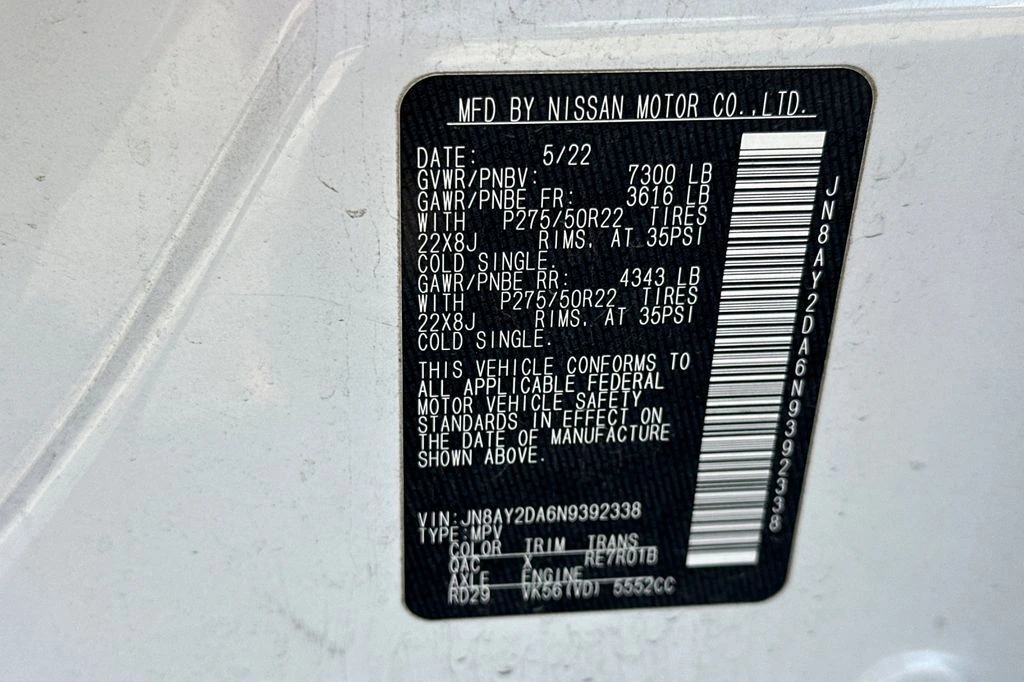 MFD BY NISSAN MOTOR CO.,LTD.
DATE: 5/22
GVWR/PNBV: 7300 LB
GAWR/PNBE FR: 3616 LB
WITH P275/50R22 TIRES
22X8J RIMS, AT 35PSI
COLD SINGLE.
GAWR/PNBE RR: 4343 LB
WITH P275/50R22 TIRES
22X8J RIMS, AT 35PSI
COLD SINGLE.
THIS VEHICLE CONFORMS TO
ALL APPLICABLE FEDERAL
MOTOR VEHICLE SAFETY
STANDARDS IN EFFECT ON
THE DATE OF MANUFACTURE
SHOWN ABOVE.
VIN:JN8AY2DA6N9392338
TYPE:MPV
COLOR TRIM TRANS
QAC X RE7R01B
AXLE ENGINE
RD29 VK56(VD) 5552CC
JN8AY2DA6N9392338